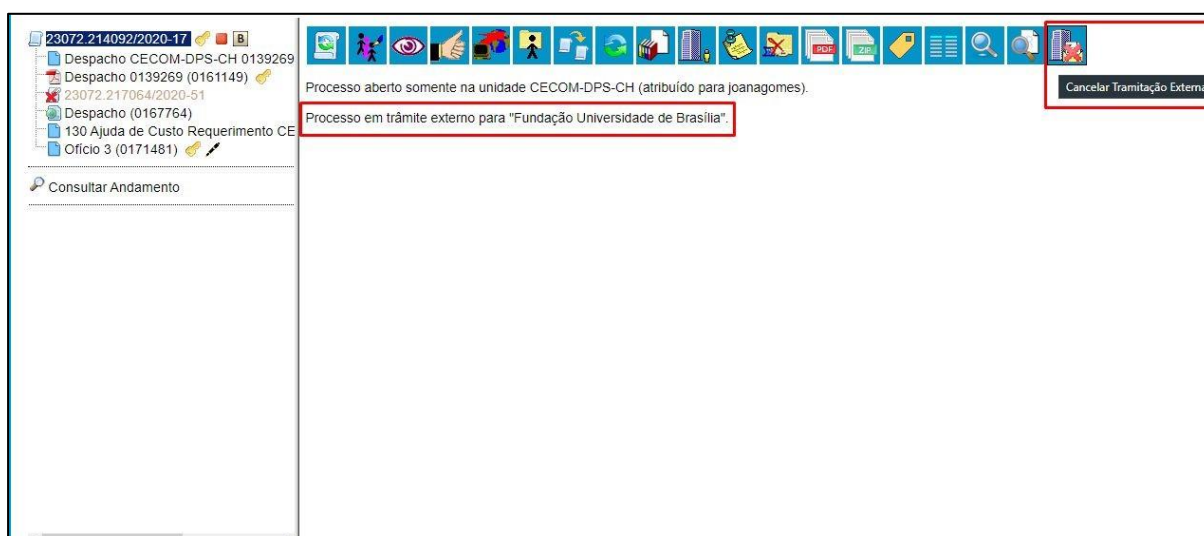 23072.214092/2020-17
B
Despacho CECOM-DPS-CH 0139269
Despacho 0139269 (0161149)
23072.217064/2020-51
Despacho (0167764)
130 Ajuda de Custo Requerimento CE
Ofício 3 (0171481)
Consultar Andamento
PDF
ZIP
Cancelar Tramitação Externa
Processo aberto somente na unidade CECOM-DPS-CH (atribuído para joanagomes).
Processo em trâmite externo para "Fundação Universidade de Brasília".